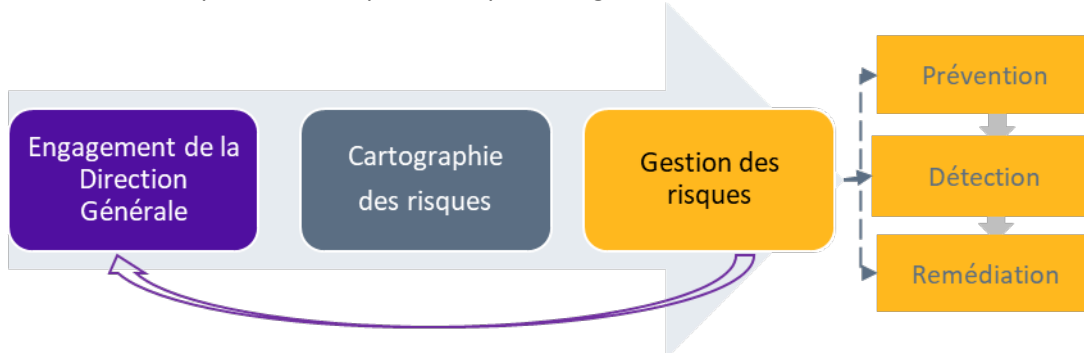 Engagement de la
Direction
Générale
Cartographie
des risques
Gestion des
risques
Prévention
Détection
Remédiation